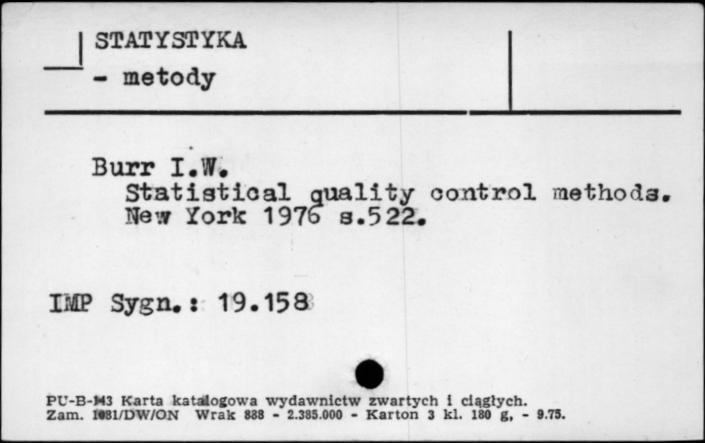 STATYSTYKA
- metody
Burr I.W.
Statistical quality control methods.
New York 1976 s.522.
IMP Sygn.: 19.158
PU-B-143 Karta katalogowa wydawnictw zwartych i ciągłych.
Zam. 1081/DW/ON Wrak 888 - 2.385.000 - Karton 3 kl. 180 g, - 9.75.